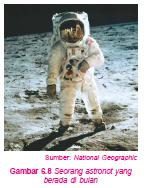 Sumber: National Geographic
Gambar 6.8 Seorang astronot yang
berada di bulan